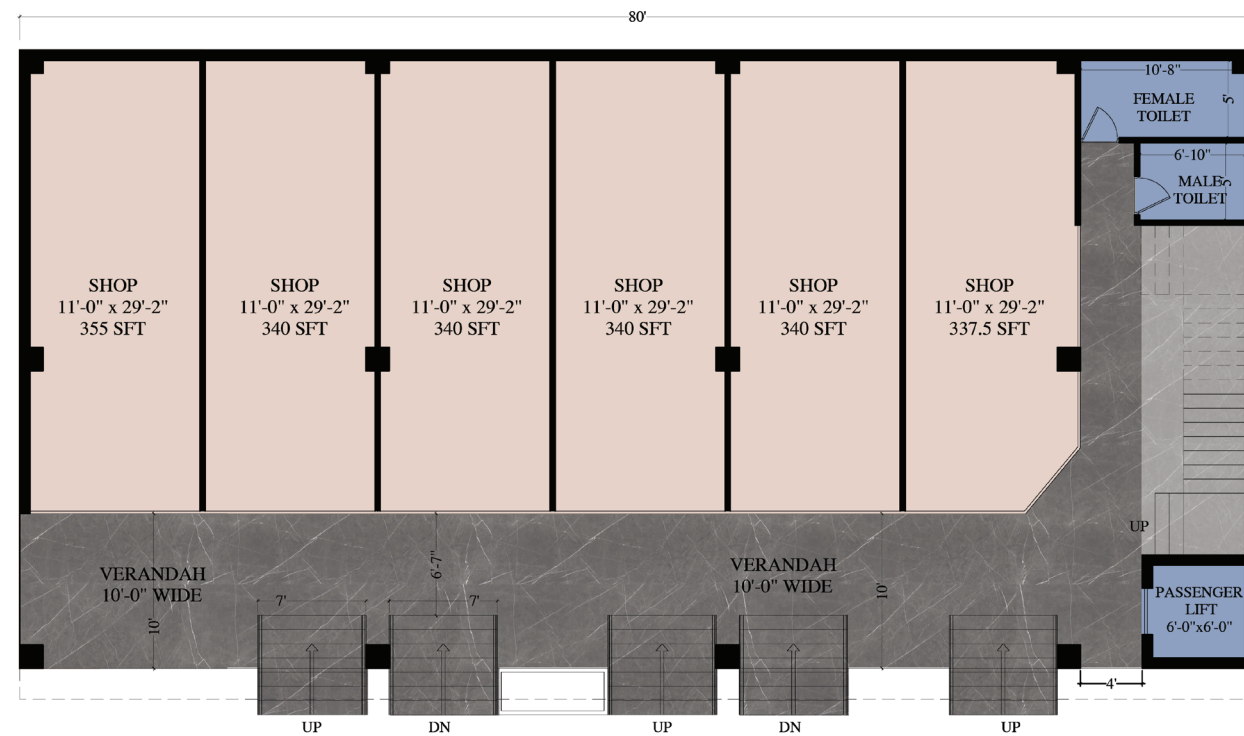 80'
10'-8"
FEMALE
TOILET
5'
6'-10"
MALE
TOILET
5'
SHOP
11'-0" x 29'-2"
355 SFT
SHOP
11'-0" x 29'-2"
340 SFT
SHOP
11'-0" x 29'-2"
340 SFT
SHOP
11'-0" x 29'-2"
340 SFT
SHOP
11'-0" x 29'-2"
340 SFT
SHOP
11'-0" x 29'-2"
337.5 SFT
UP
VERANDAH
10'-0" WIDE
10'
7'
6'-7"
7'
VERANDAH
10'-0" WIDE
10'
PASSENGER
LIFT
6'-0"x6'-0"
4'
UP
DN
UP
DN
UP